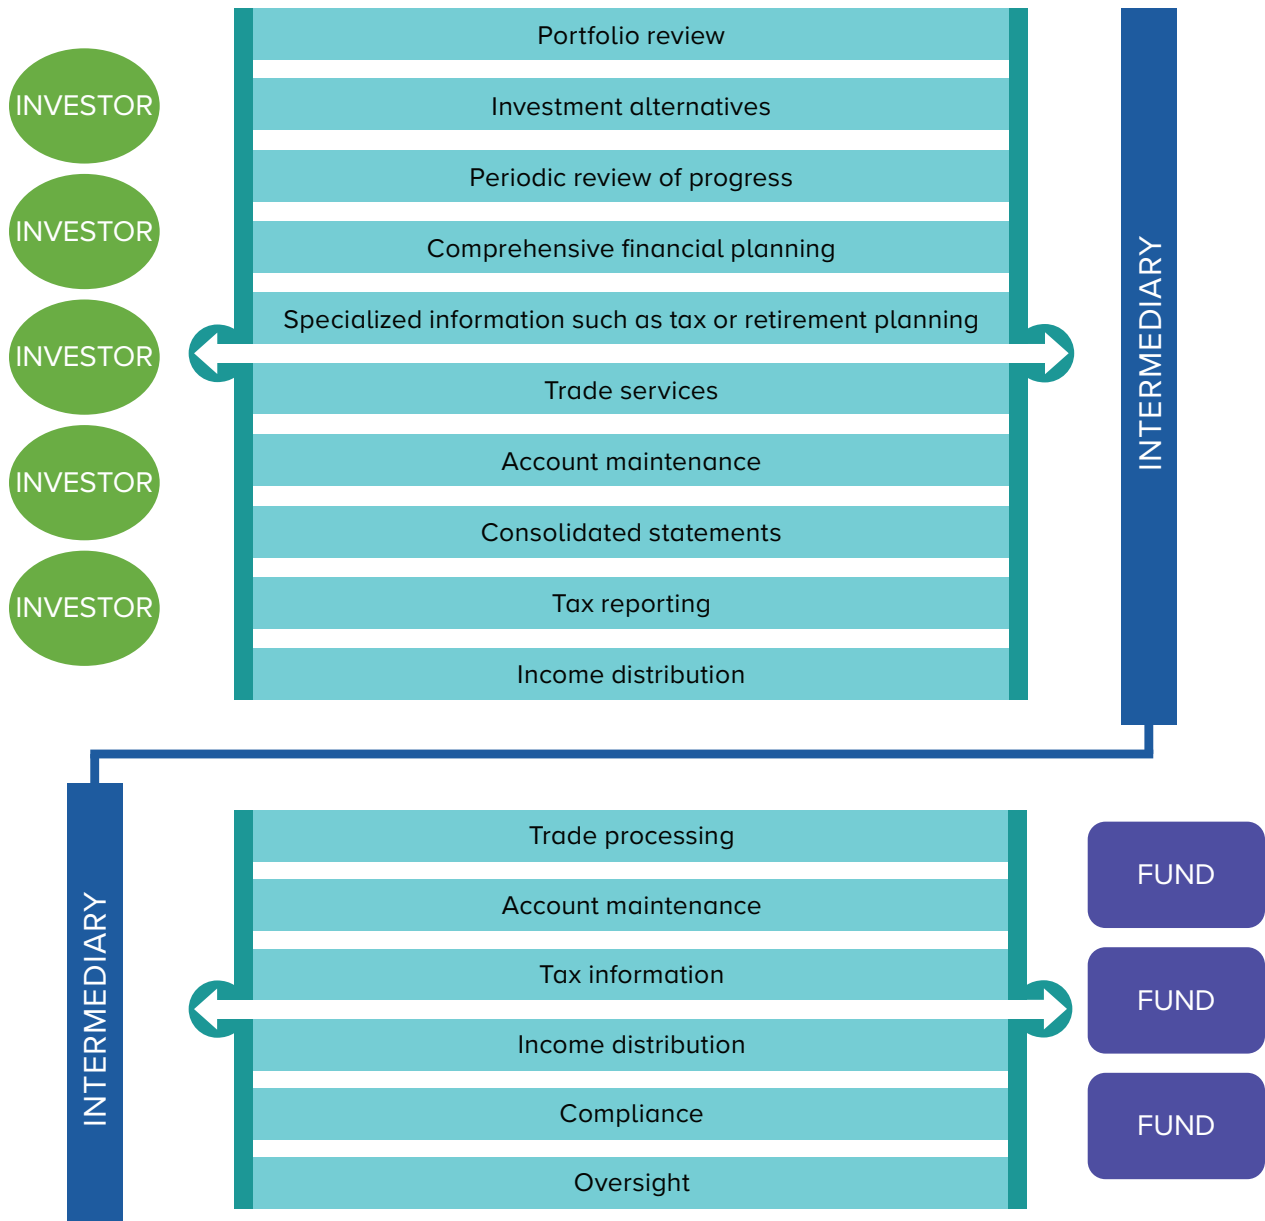 INVESTOR
INVESTOR
INVESTOR
INVESTOR
INVESTOR
Portfolio review
Investment alternatives
Periodic review of progress
Comprehensive financial planning
Specialized information such as tax or retirement planning
Trade services
Account maintenance
Consolidated statements
Tax reporting
Income distribution
INTERMEDIARY
INTERMEDIARY
Trade processing
Account maintenance
Tax information
Income distribution
Compliance
Oversight
FUND
FUND
FUND